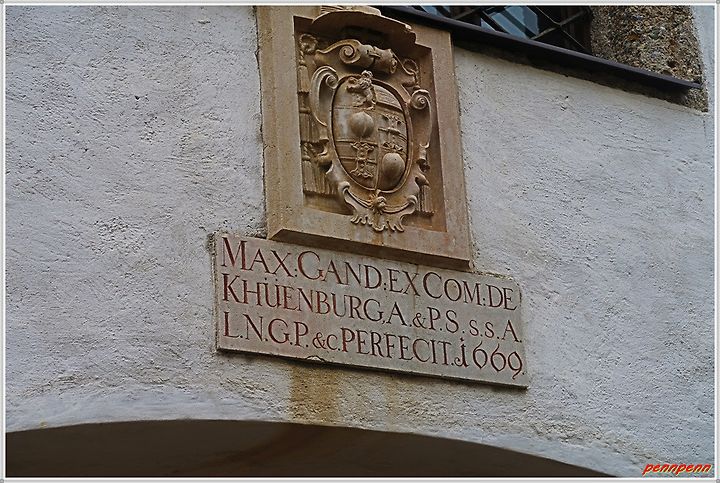 MAX:GAND:EX COM:DE
KHÜENBURG,A.&P.S.s.s.A.
L.N.G.P.&c.PERFECIT.1669.
pennpenn